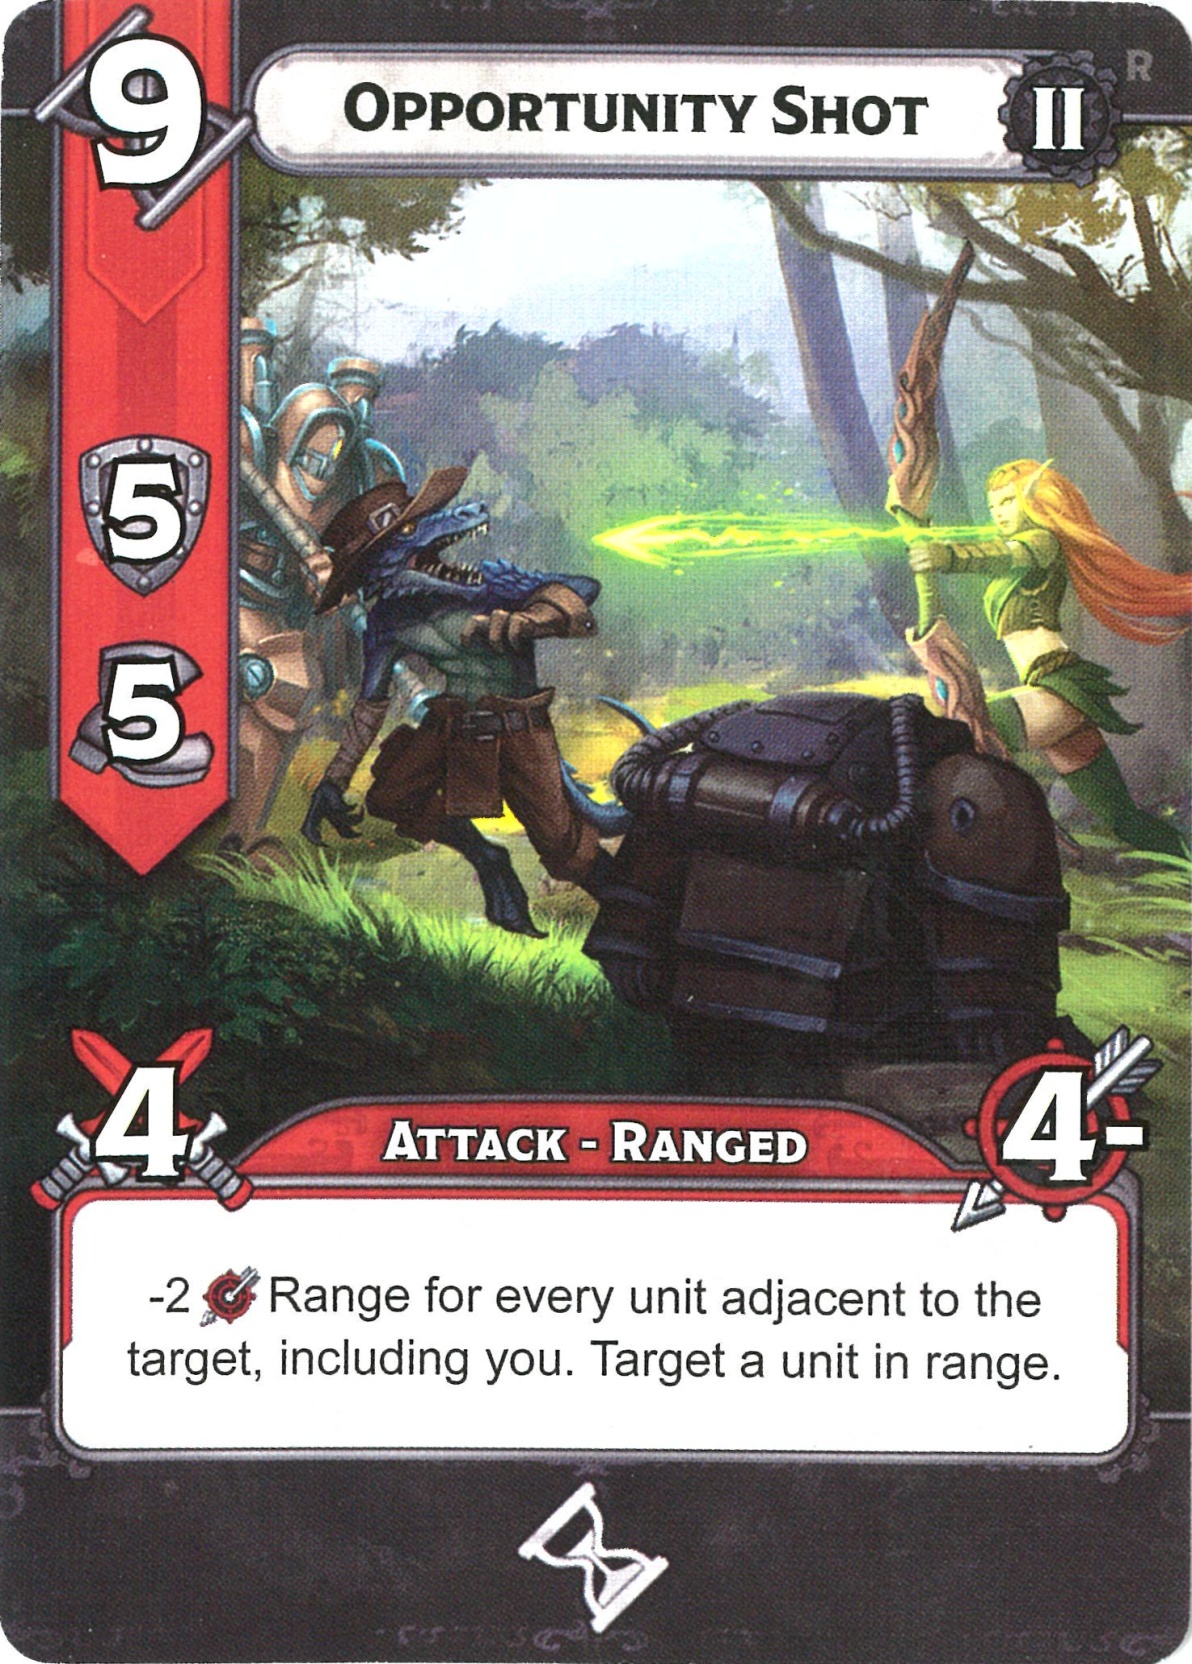 9
OPPORTUNITY SHOT
II
R
5
5
4
ATTACK - RANGED
4-
-2 Range for every unit adjacent to the
target, including you. Target a unit in range.